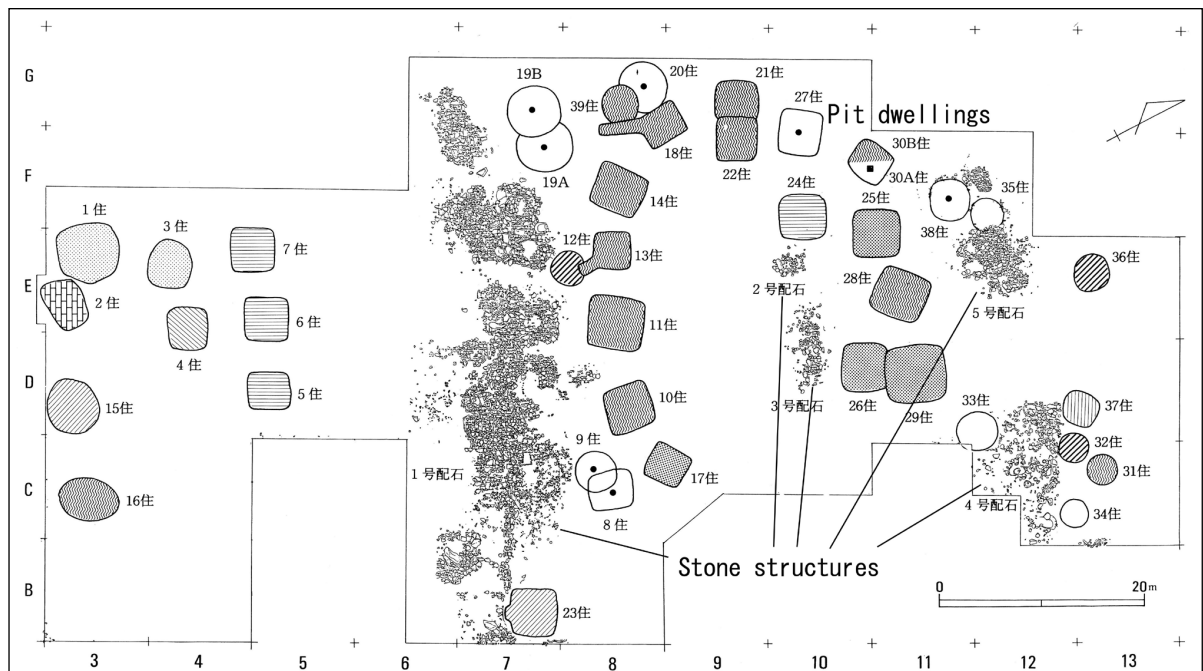 G
F
E
D
C
B
3
4
5
6
7
8
9
10
11
12
13
19B
20住
21住
39住
27住
Pit dwellings
18住
30B住
19A
22住
24住
30A住
35住
1住
3住
14住
25住
38住
7住
12住
13住
36住
2住
2号配石
28住
5号配石
6住
11住
4住
5住
15住
10住
3号配石
26住
29住
33住
37住
9住
32住
1号配石
17住
31住
16住
8住
4号配石
34住
Stone structures
23住
0
20m